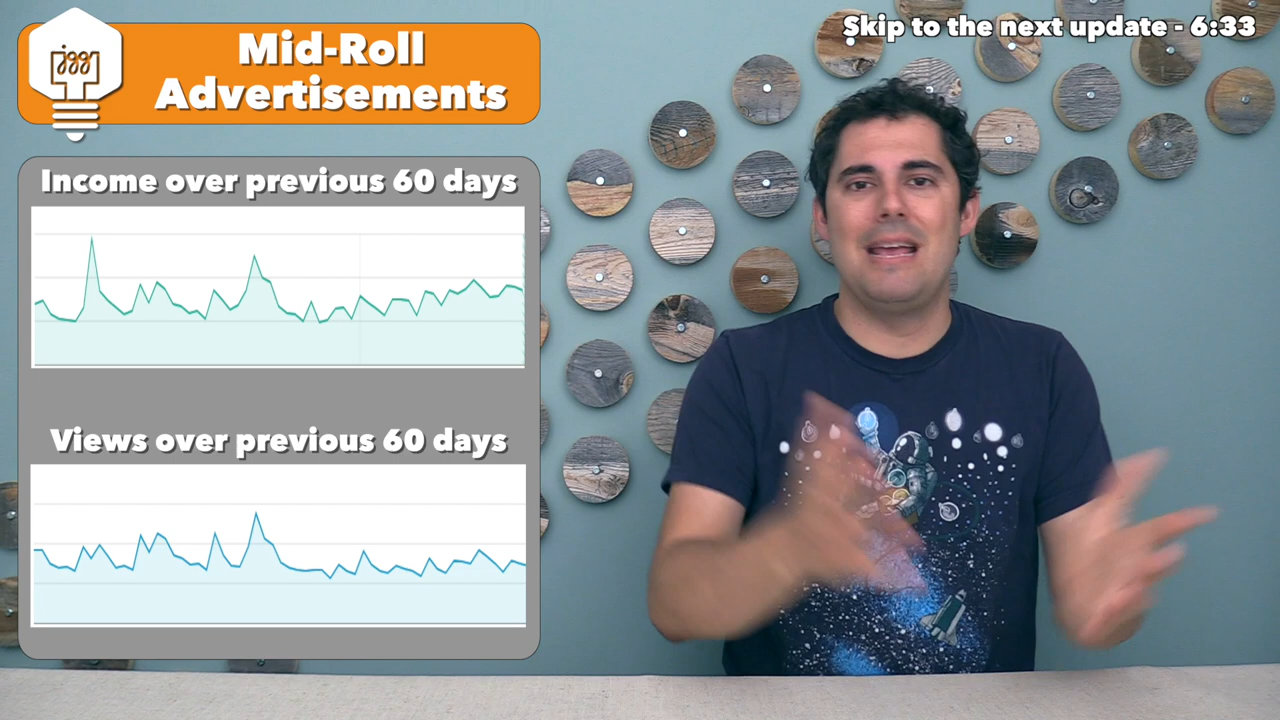 Skip to the next update - 6:33
Mid-Roll
Advertisements
Income over previous 60 days
Views over previous 60 days